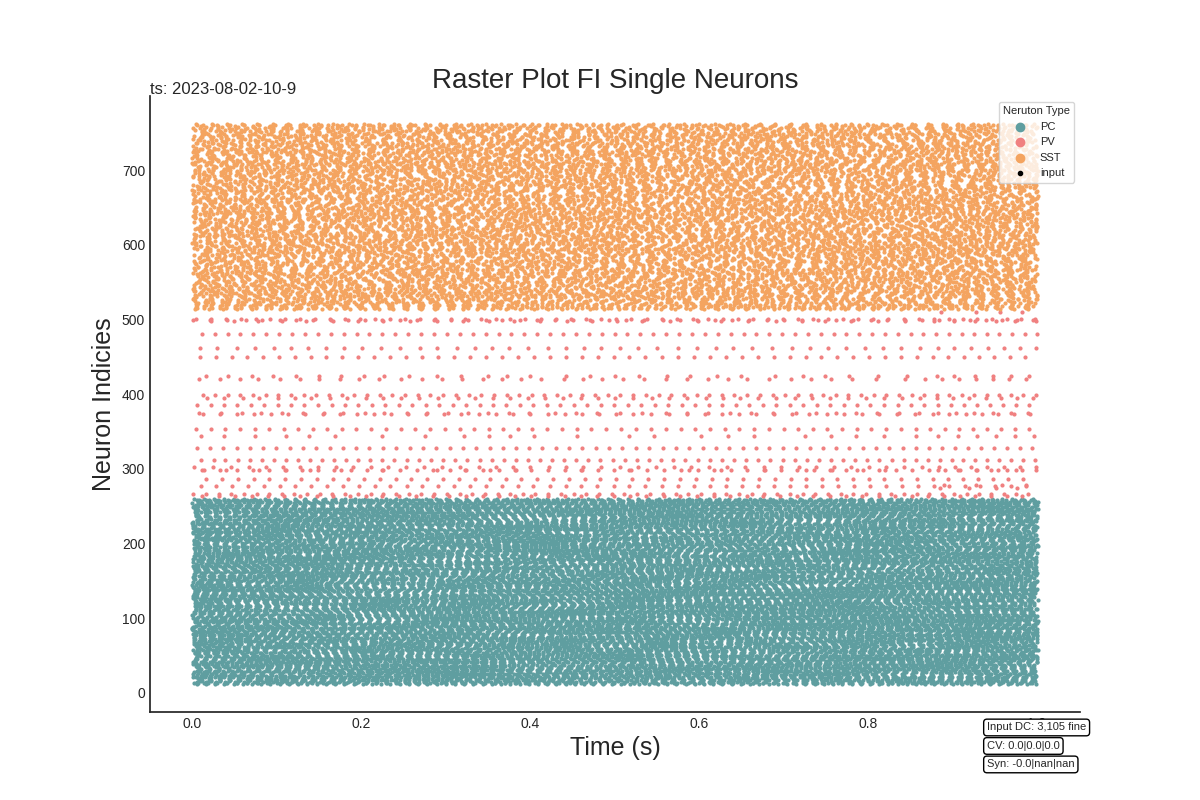 Raster Plot FI Single Neurons
ts: 2023-08-02-10-9
Neruton Type
PC
PV
SST
input
Neuron Indicies
700
600
500
400
300
200
100
0
0.0 0.2 0.4 0.6 0.8
Time (s)
Input DC: 3,105 fine
CV: 0.0|0.0|0.0
Syn: -0.0|nan|nan